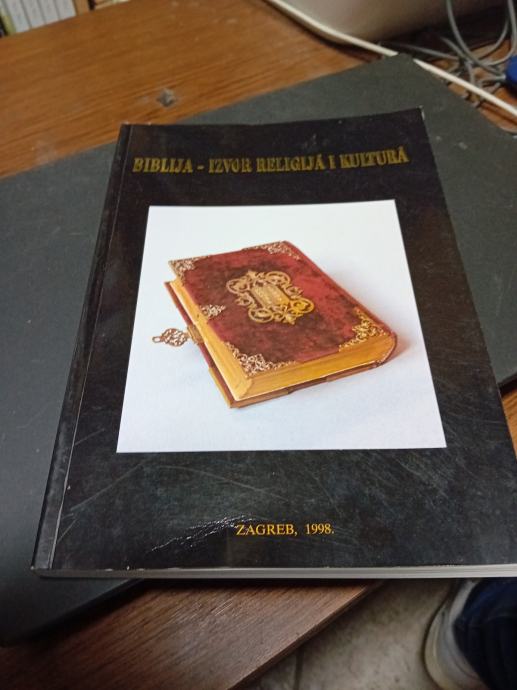 BIBLIJA - IZVOR RELIGIJÂ I KULTURÂ
ZAGREB, 1998.